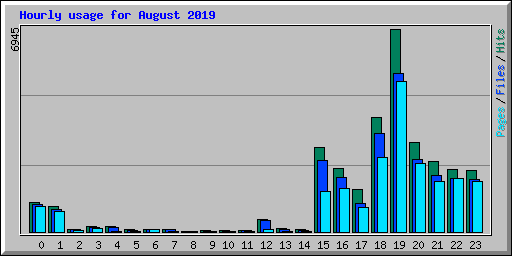 Hourly usage for August 2019
6945
Pages/Files/Hits
0 1 2 3 4 5 6 7 8 9 10 11 12 13 14 15 16 17 18 19 20 21 22 23